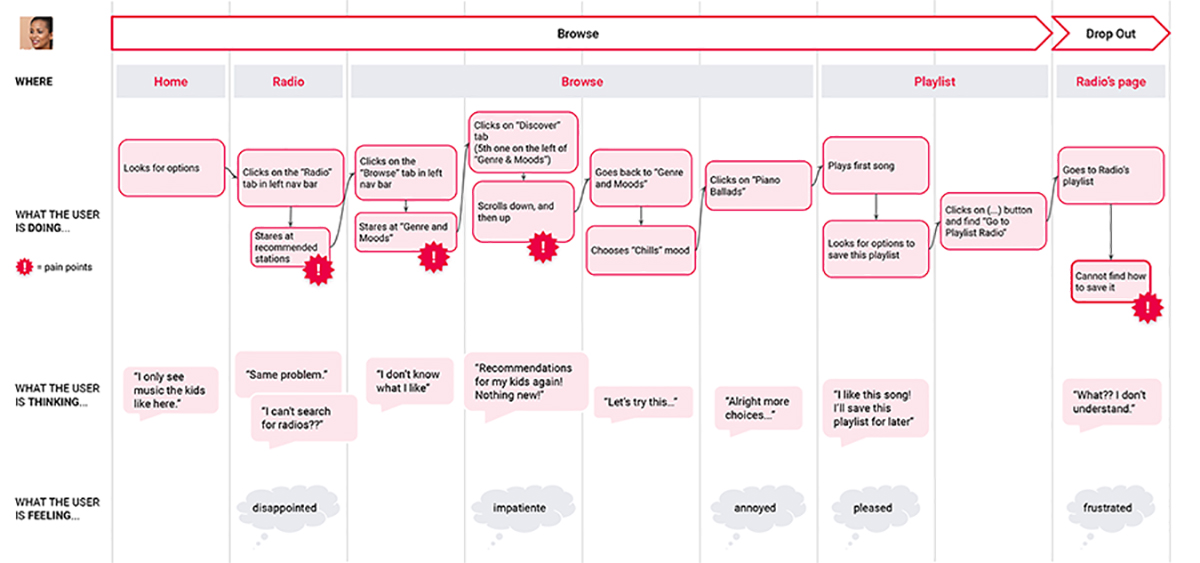 Browse
Drop Out
WHERE
Home
Radio
Browse
Playlist
Radio's page
WHAT THE USER
IS DOING...
= pain points
Looks for options
Clicks on the "Radio"
tab in left nav bar
Stares at
recommended
stations
Clicks on the
"Browse" tab in left
nav bar
Stares at "Genre and
Moods"
Clicks on "Discover"
tab
(5th one on the left of
"Genre & Moods")
Scrolls down, and
then up
Goes back to "Genre
and Moods"
Chooses "Chills" mood
Clicks on "Piano
Ballads"
Plays first song
Looks for options to
save this playlist
Clicks on (...) button
and find "Go to
Playlist Radio"
Goes to Radio's
playlist
Cannot find how
to save it
WHAT THE USER
IS THINKING...
"I only see
music the kids
like here."
"Same problem."
"I can't search
for radios??"
"I don't know
what I like"
"Recommendations
for my kids again!
Nothing new!"
"Let's try this..."
"Alright more
choices..."
"I like this song!
I'll save this
playlist for later"
"What?? I don't
understand."
WHAT THE USER
IS FEELING...
disappointed
impatiente
annoyed
pleased
frustrated